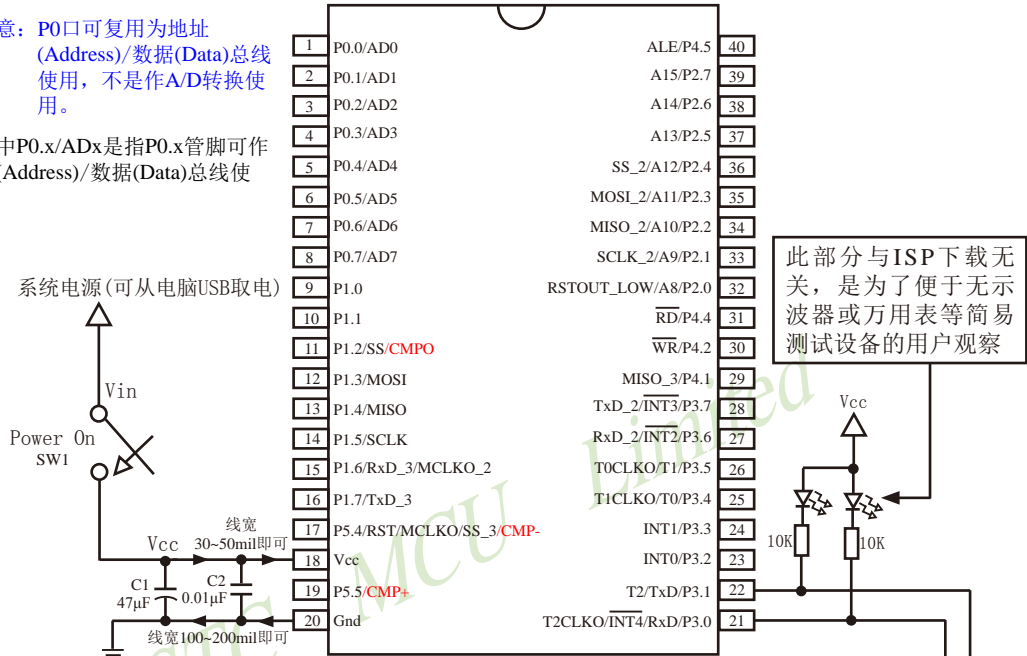 意：P0口可复用为地址
(Address)/数据(Data)总线
使用，不是作A/D转换使
用。
中P0.x/ADx是指P0.x管脚可作
(Address)/数据(Data)总线使
系统电源(可从电脑USB取电)
Vin
Power On
SW1
Vcc
线宽
30~50mil即可
C1
47μF
C2
0.01μF
线宽100~200mil即可
1 P0.0/AD0
2 P0.1/AD1
3 P0.2/AD2
4 P0.3/AD3
5 P0.4/AD4
6 P0.5/AD5
7 P0.6/AD6
8 P0.7/AD7
9 P1.0
10 P1.1
11 P1.2/SS/CMPO
12 P1.3/MOSI
13 P1.4/MISO
14 P1.5/SCLK
15 P1.6/RxD_3/MCLKO_2
16 P1.7/TxD_3
17 P5.4/RST/MCLKO/SS_3/CMP-
18 Vcc
19 P5.5/CMP+
20 Gnd
ALE/P4.5 40
A15/P2.7 39
A14/P2.6 38
A13/P2.5 37
SS_2/A12/P2.4 36
MOSI_2/A11/P2.3 35
MISO_2/A10/P2.2 34
SCLK_2/A9/P2.1 33
RSTOUT_LOW/A8/P2.0 32
RD/P4.4 31
WR/P4.2 30
MISO_3/P4.1 29
TxD_2/INT3/P3.7 28
RxD_2/INT2/P3.6 27
T0CLKO/T1/P3.5 26
T1CLKO/T0/P3.4 25
INT1/P3.3 24
INT0/P3.2 23
T2/TxD/P3.1 22
T2CLKO/INT4/RxD/P3.0 21
此部分与ISP下载无
关，是为了便于无示
波器或万用表等简易
测试设备的用户观察
Vcc
10K
10K
STC MCU Limited